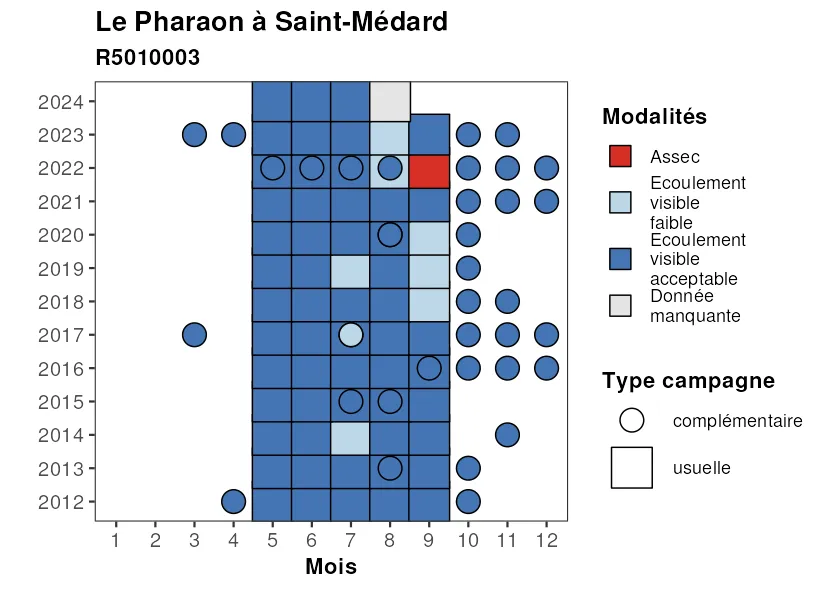 Le Pharaon à Saint-Médard
R5010003
2024
2023
2022
2021
2020
2019
2018
2017
2016
2015
2014
2013
2012
1 2 3 4 5 6 7 8 9 10 11 12
Mois
Modalités
Assec
Ecoulement
visible
faible
Ecoulement
visible
acceptable
Donnée
manquante
Type campagne
complémentaire
usuelle